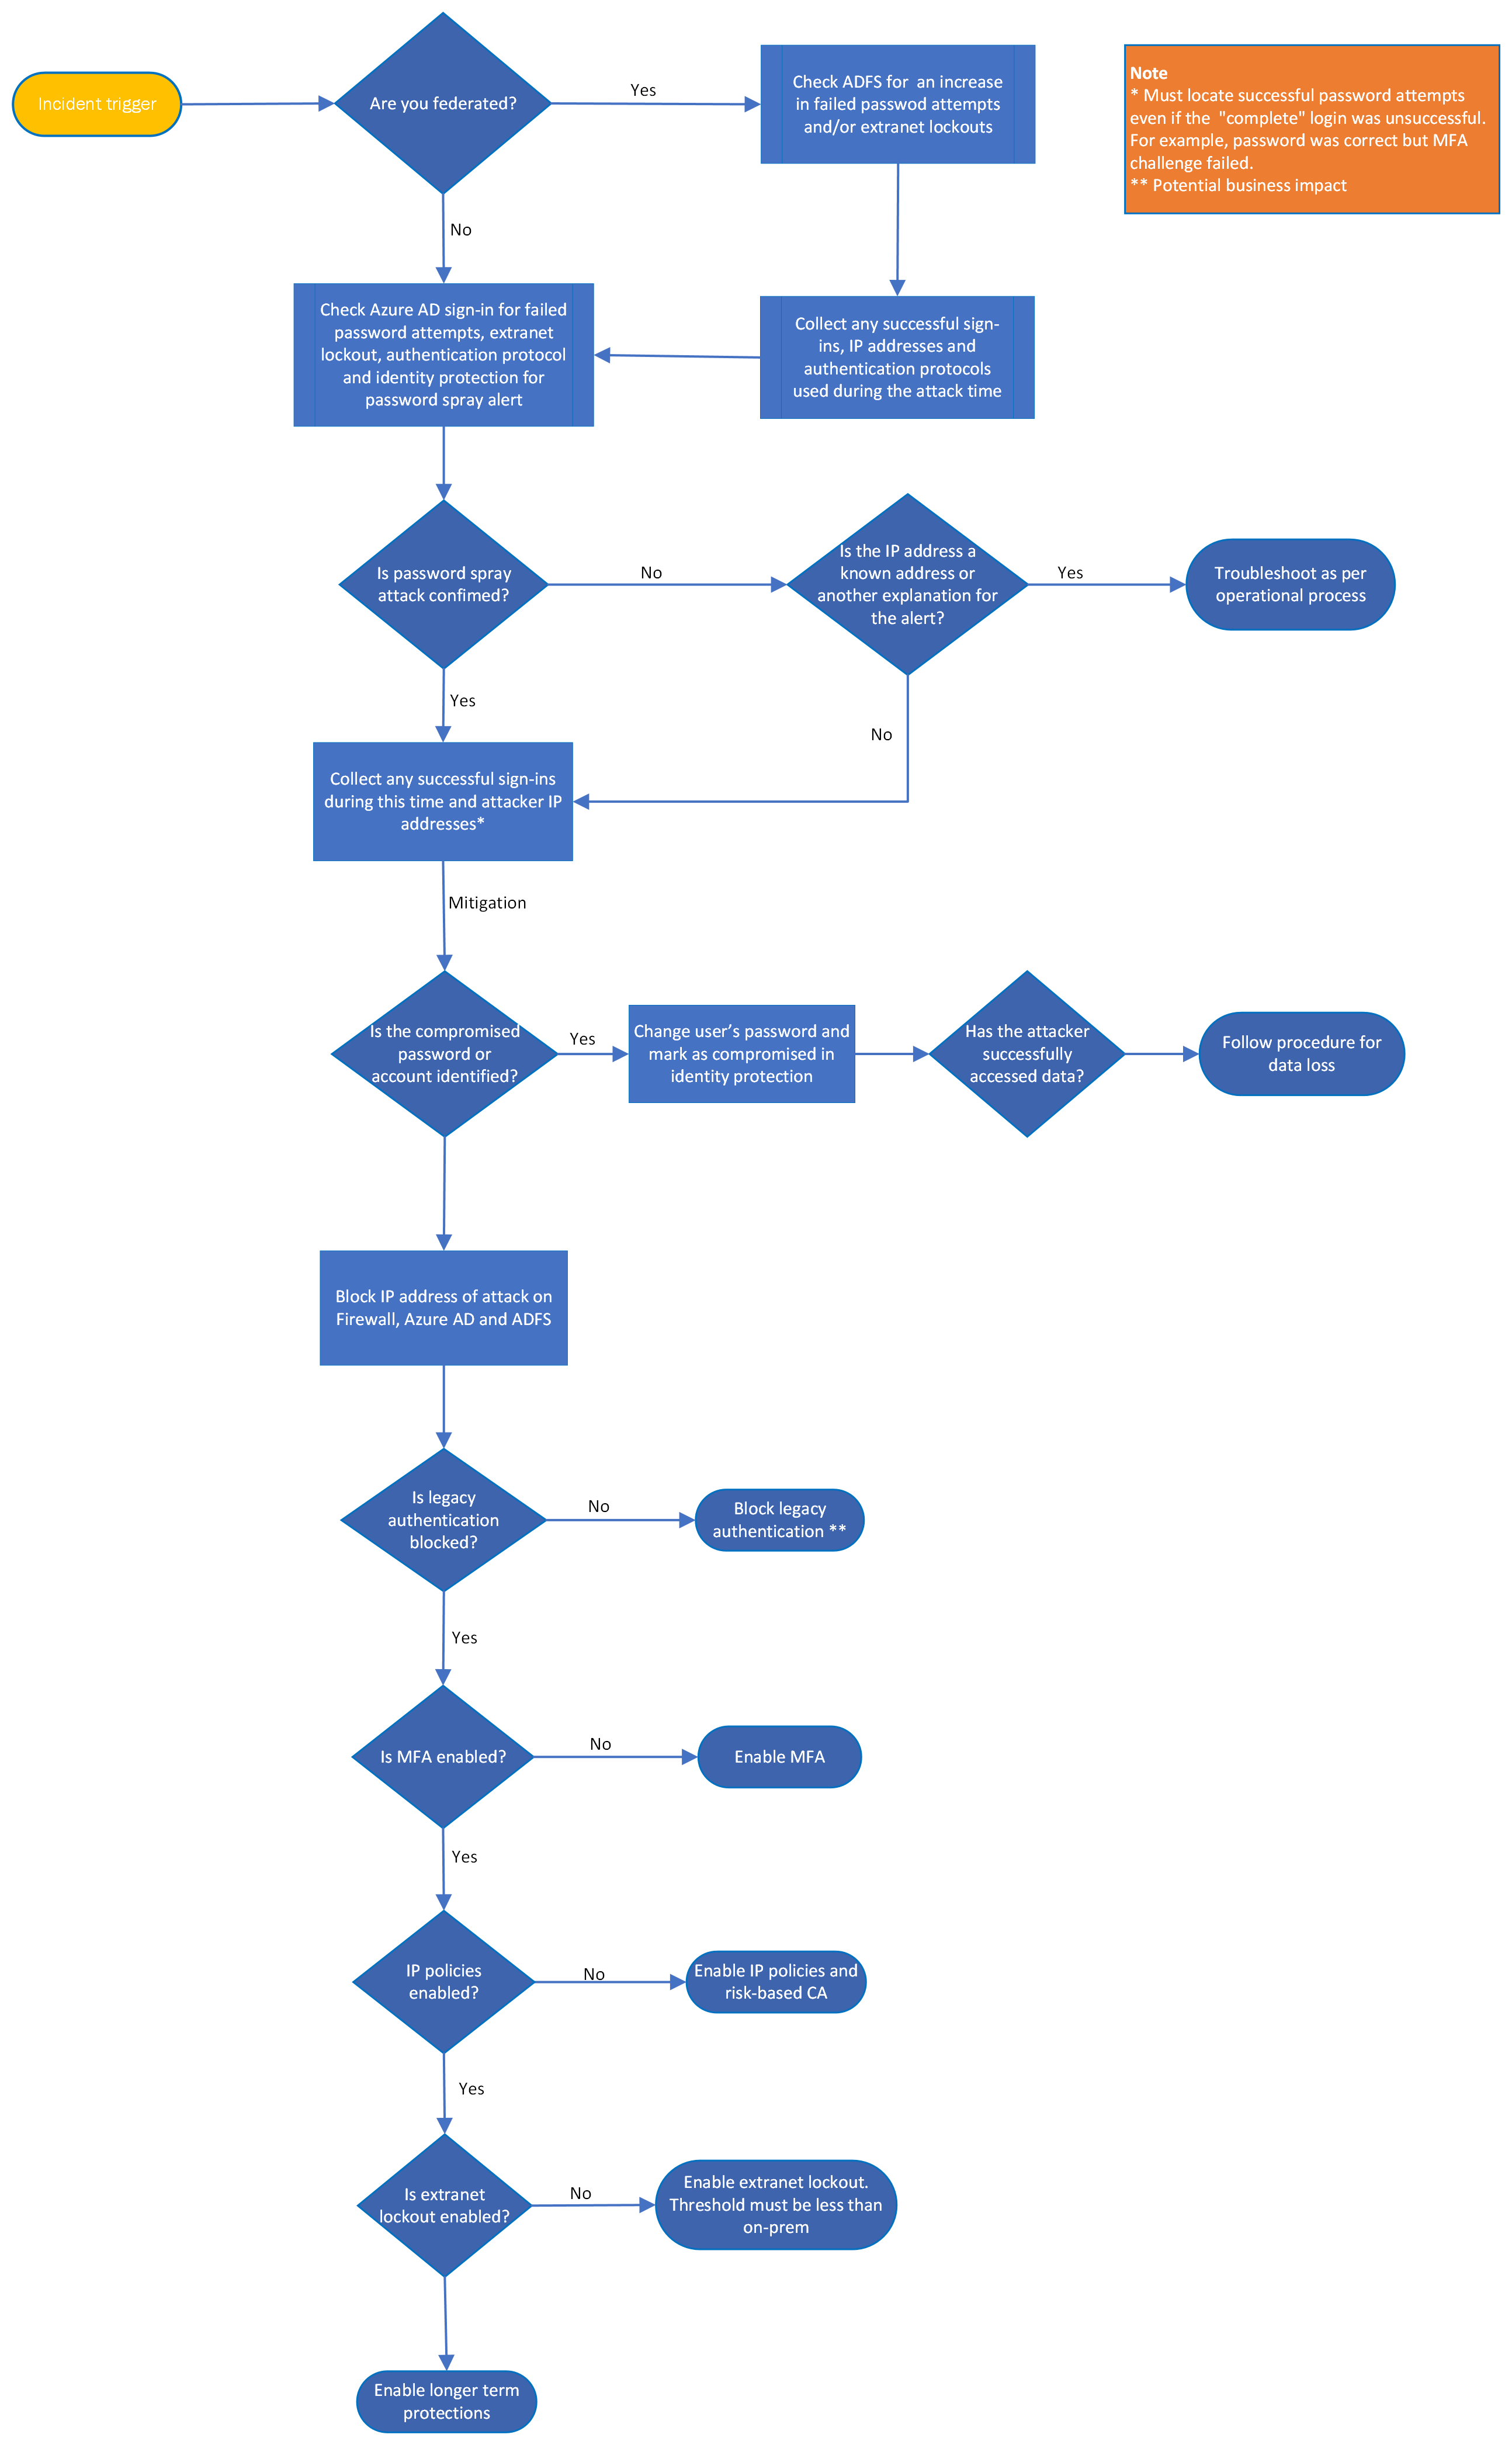 Incident trigger
Are you federated?
Yes
Check ADFS for  an increase
in failed passwod attempts
and/or extranet lockouts
Note
* Must locate successful password attempts
even if the  "complete" login was unsuccessful.
For example, password was correct but MFA
challenge failed.
** Potential business impact
No
Check Azure AD sign-in for failed
password attempts, extranet
lockout, authentication protocol
and identity protection for
password spray alert
Collect any successful sign-
ins, IP addresses and
authentication protocols
used during the attack time
Is password spray
attack confimed?
No
Is the IP address a
known address or
another explanation for
the alert?
Yes
Troubleshoot as per
operational process
Yes
No
Collect any successful sign-ins
during this time and attacker IP
addresses*
Mitigation
Is the compromised
password or
account identified?
Yes
Change user’s password and
mark as compromised in
identity protection
Has the attacker
successfully
accessed data?
Follow procedure for
data loss
Block IP address of attack on
Firewall, Azure AD and ADFS
Is legacy
authentication
blocked?
No
Block legacy
authentication **
Yes
Is MFA enabled?
No
Enable MFA
Yes
IP policies
enabled?
No
Enable IP policies and
risk-based CA
Yes
Is extranet
lockout enabled?
No
Enable extranet lockout.
Threshold must be less than
on-prem
Enable longer term
protections